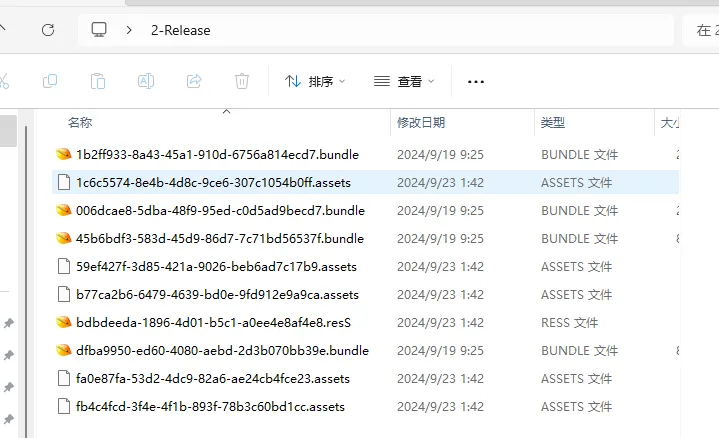 2-Release
在 2
排序
查看
名称 修改日期 类型 大小
1b2ff933-8a43-45a1-910d-6756a814ecd7.bundle 2024/9/19 9:25 BUNDLE 文件 2
1c6c5574-8e4b-4d8c-9ce6-307c1054b0ff.assets 2024/9/23 1:42 ASSETS 文件
006dcae8-5dba-48f9-95ed-c0d5ad9becd7.bundle 2024/9/19 9:25 BUNDLE 文件 2
45b6bdf3-583d-45d9-86d7-7c71bd56537f.bundle 2024/9/19 9:25 BUNDLE 文件 8
59ef427f-3d85-421a-9026-beb6ad7c17b9.assets 2024/9/23 1:42 ASSETS 文件
b77ca2b6-6479-4639-bd0e-9fd912e9a9ca.assets 2024/9/23 1:42 ASSETS 文件
bdbdeeda-1896-4d01-b5c1-a0ee4e8af4e8.resS 2024/9/23 1:42 RESS 文件
dfba9950-ed60-4080-aebd-2d3b070bb39e.bundle 2024/9/19 9:25 BUNDLE 文件 8
fa0e87fa-53d2-4dc9-82a6-ae24cb4fce23.assets 2024/9/23 1:42 ASSETS 文件
fb4c4fcd-3f4e-4f1b-893f-78b3c60bd1cc.assets 2024/9/23 1:42 ASSETS 文件